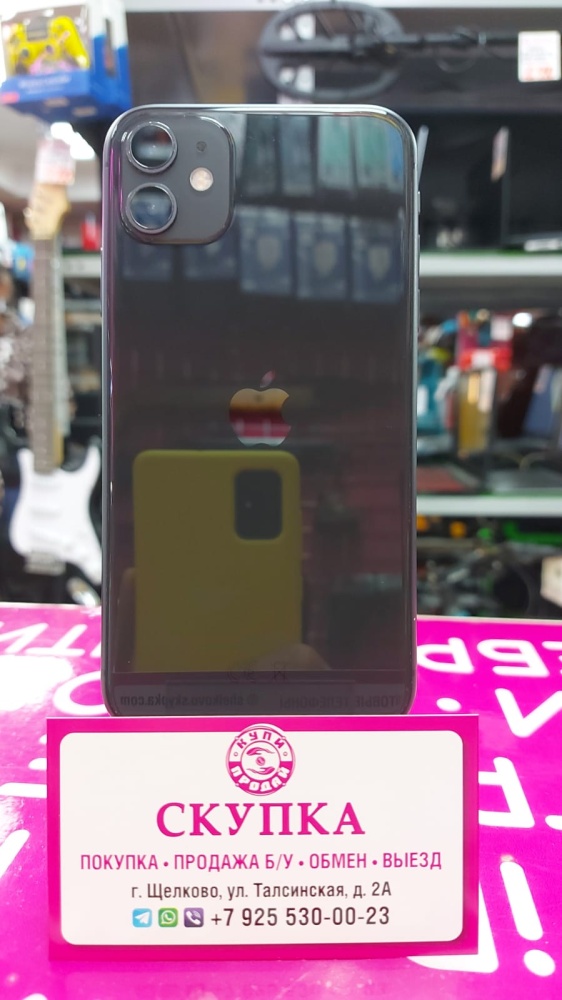 КУПИ
ПРОДАЙ
СКУПКА
ПОКУПКА • ПРОДАЖА Б/У • ОБМЕН • ВЫЕЗД
г. Щелково, ул. Талсинская, д. 2А
+7 925 530-00-23